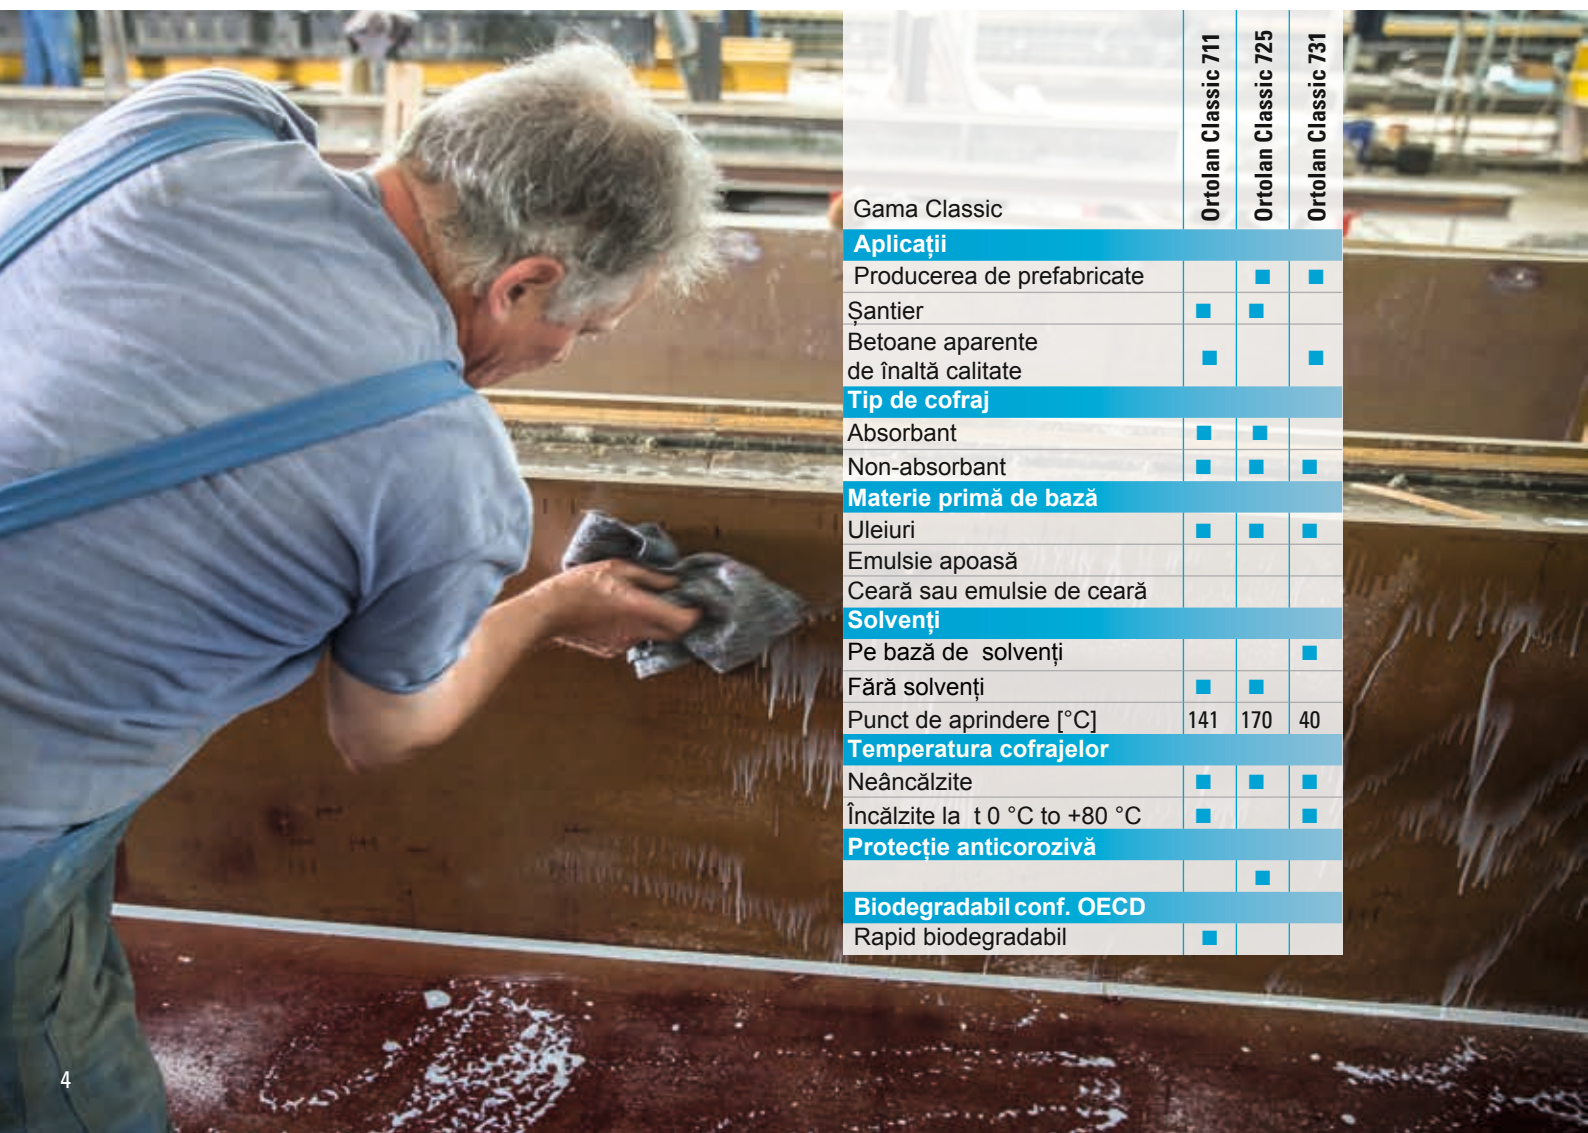 Ortolan Classic 711
Ortolan Classic 725
Ortolan Classic 731
Gama Classic
Aplicații
Producerea de prefabricate ■ ■
Șantier ■ ■
Betoane aparente
de înaltă calitate ■ ■
Tip de cofraj
Absorbant ■ ■
Non-absorbant ■ ■ ■
Materie primă de bază
Uleiuri ■ ■ ■
Emulsie apoasă
Ceară sau emulsie de ceară
Solvenți
Pe bază de solvenți ■
Fără solvenți ■ ■
Punct de aprindere [°C] 141 170 40
Temperatura cofrajelor
Neâncălzite ■ ■ ■
Încălzite la t 0 °C to +80 °C ■ ■
Protecție anticorozivă
■
Biodegradabil conf. OECD
Rapid biodegradabil ■
4